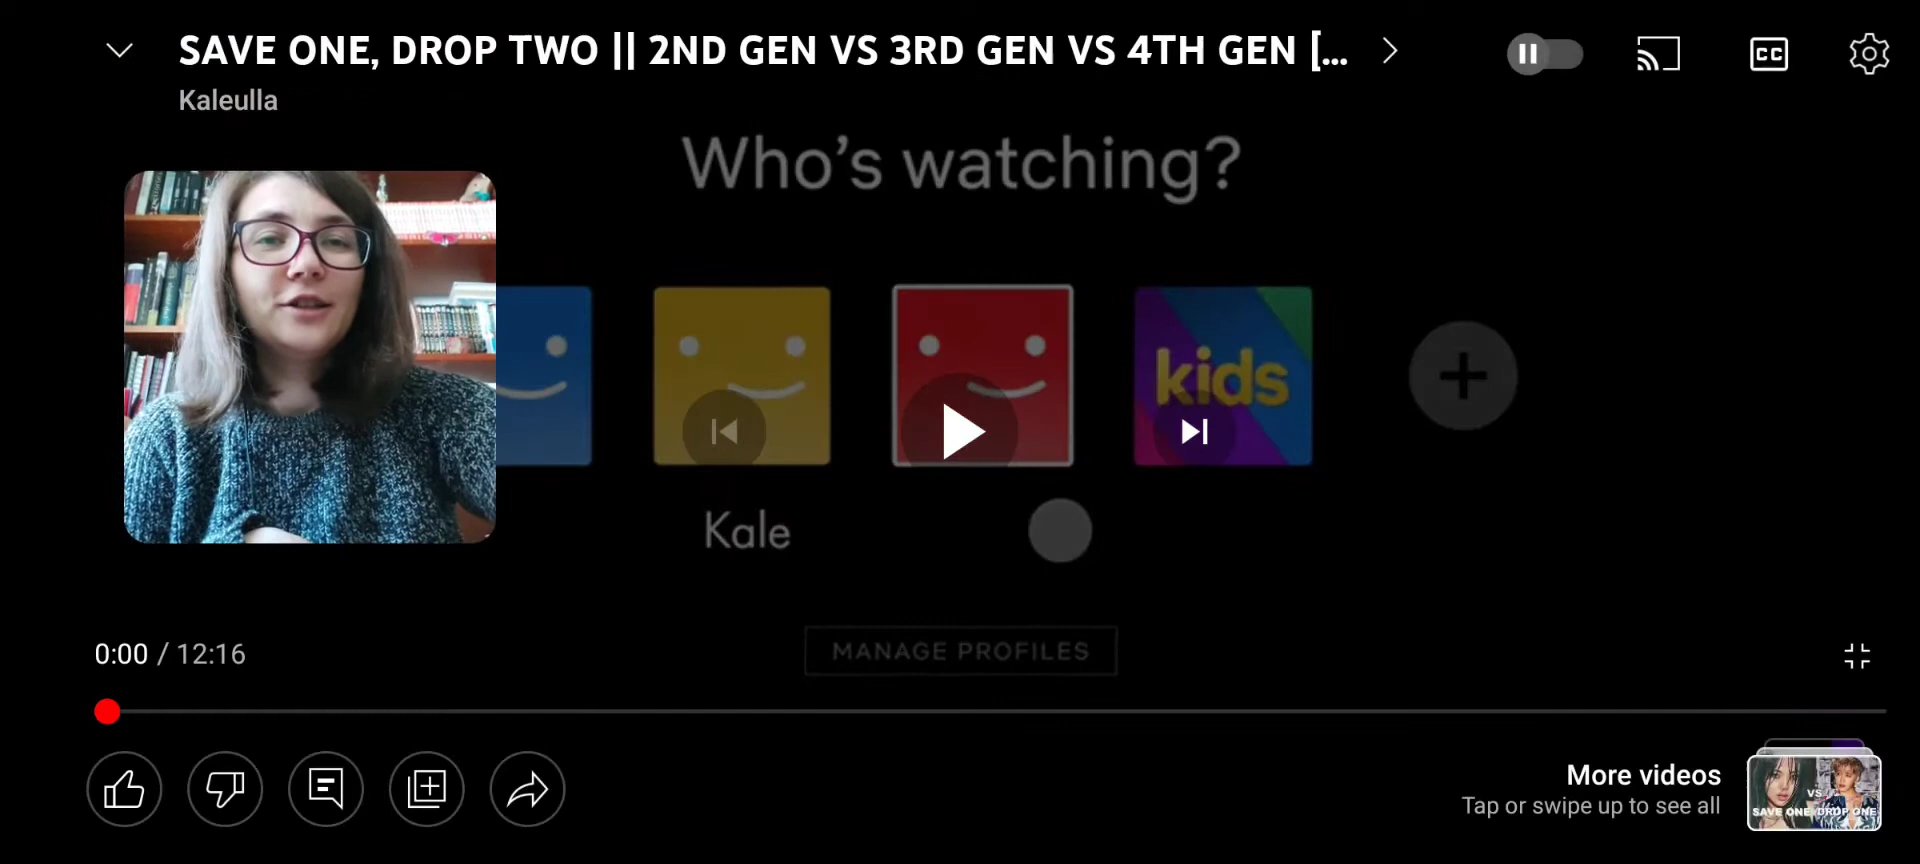 SAVE ONE, DROP TWO || 2ND GEN VS 3RD GEN VS 4TH GEN [...
CC
Kaleulla
Who's watching?
kids
Kale
0:00 / 12:16
MANAGE PROFILES
More videos
Tap or swipe up to see all
VS
SAVE ONE, DROP ONE